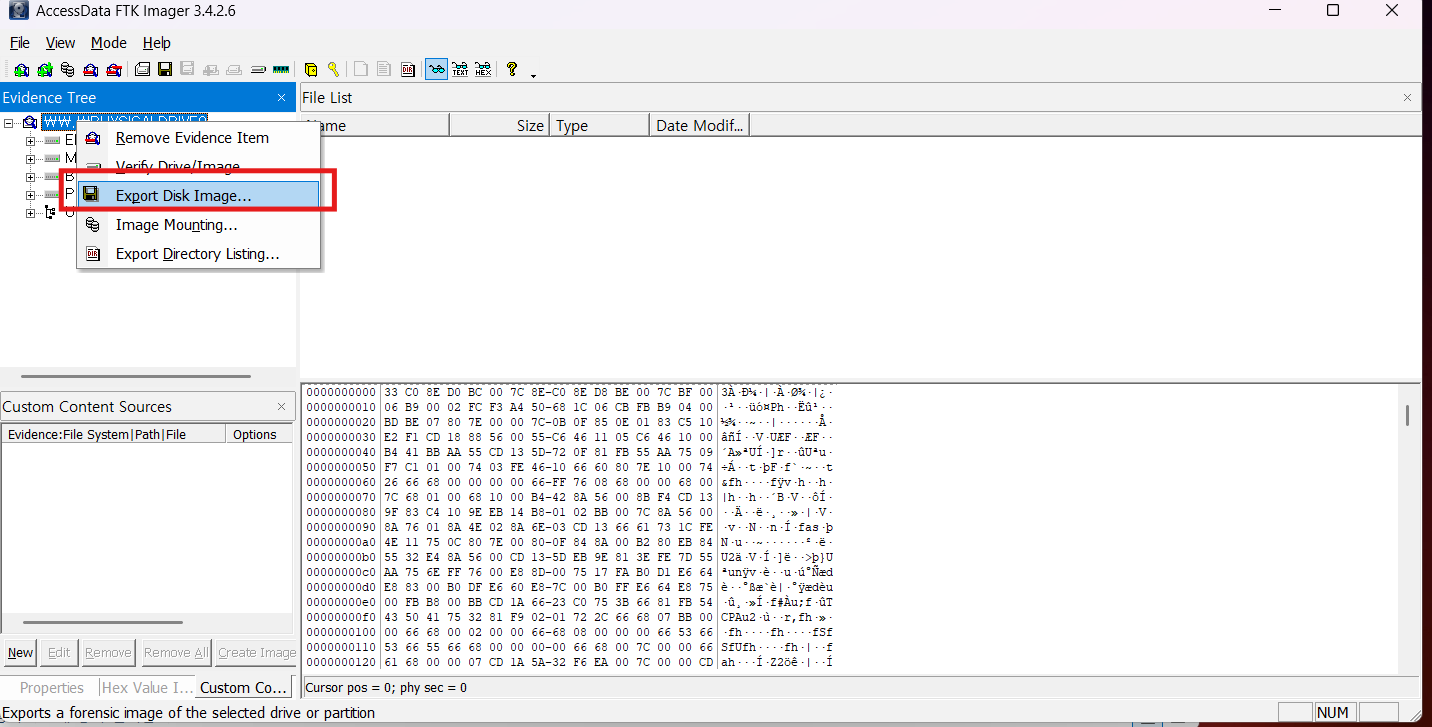 AccessData FTK Imager 3.4.2.6
File View Mode Help
Evidence Tree
File List
Name Size Type Date Modif...
Remove Evidence Item
Verify Drive/Image
Export Disk Image...
Image Mounting...
Export Directory Listing...
Custom Content Sources
Evidence:File System|Path|File Options
New Edit Remove Remove All Create Image
Properties Hex Value I... Custom Co...
0000000000 33 C0 8E D0 BC 00 7C 8E-C0 8E D8 BE 00 7C BF 00
0000000010 06 B9 00 02 FC F3 A4 50-68 1C 06 CB FB B9 04 00
0000000020 BD BE 07 80 7E 00 00 7C-0B 0F 85 0E 01 83 C5 10
0000000030 E2 F1 CD 18 88 56 00 55-C6 46 11 05 C6 46 10 00
0000000040 B4 41 BB AA 55 CD 13 5D-72 0F 81 FB 55 AA 75 09
0000000050 F7 C1 01 00 74 03 FE 46-10 66 60 80 7E 10 00 74
0000000060 26 66 68 00 00 00 00 66-FF 76 08 68 00 00 68 00
0000000070 7C 68 01 00 68 10 00 B4-42 8A 56 00 8B F4 CD 13
0000000080 9F 83 C4 10 9E EB 14 B8-01 02 BB 00 7C 8A 56 00
0000000090 8A 76 01 8A 4E 02 8A 6E-03 CD 13 66 61 73 1C FE
00000000a0 4E 11 75 0C 80 7E 00 80-0F 84 8A 00 B2 80 EB 84
00000000b0 55 32 E4 8A 56 00 CD 13-5D EB 9E 81 3E FE 7D 55
00000000c0 AA 75 6E FF 76 00 E8 8D-00 75 17 FA B0 D1 E6 64
00000000d0 E8 83 00 B0 DF E6 60 E8-7C 00 B0 FF E6 64 E8 75
00000000e0 00 FB B8 00 BB CD 1A 66-23 C0 75 3B 66 81 FB 54
00000000f0 43 50 41 75 32 81 F9 02-01 72 2C 66 68 07 BB 00
0000000100 00 66 68 00 02 00 00 66-68 08 00 00 00 66 53 66
0000000110 53 66 55 66 68 00 00 00-00 66 68 00 7C 00 00 66
0000000120 61 68 00 00 07 CD 1A 5A-32 F6 EA 00 7C 00 00 CD
Cursor pos = 0; phy sec = 0
Exports a forensic image of the selected drive or partition
NUM